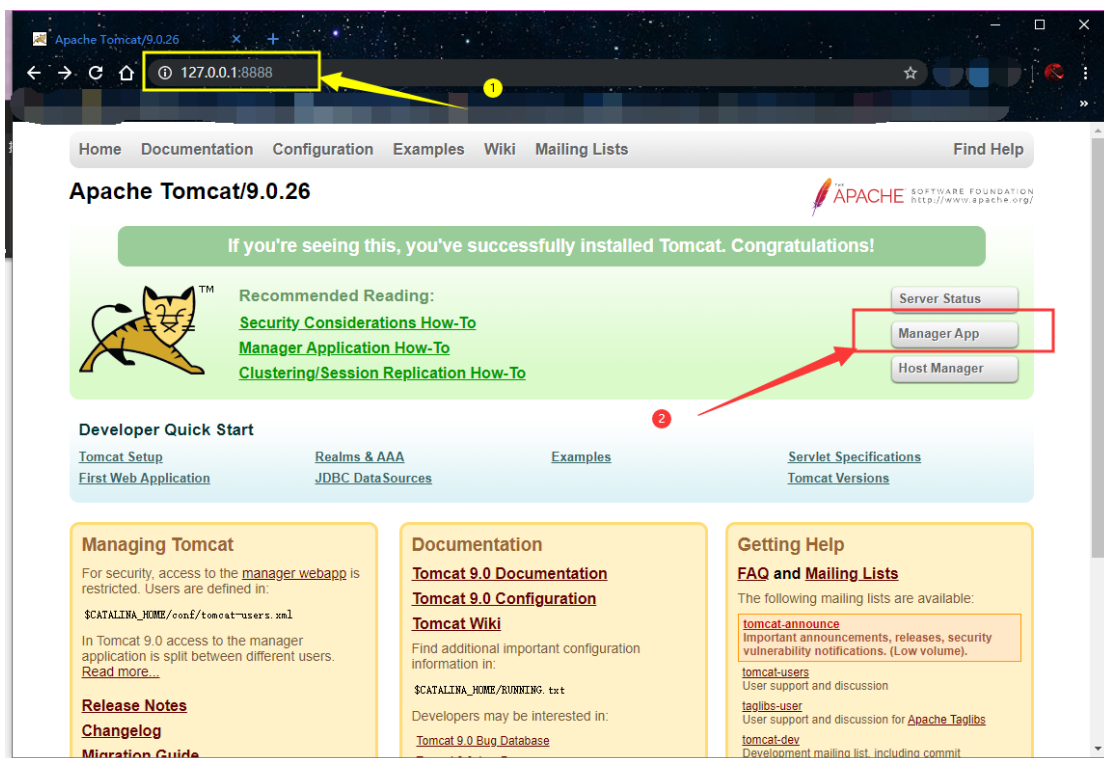 Apache Tomcat/9.0.26
127.0.0.1:8888
1
Home Documentation Configuration Examples Wiki Mailing Lists Find Help
Apache Tomcat/9.0.26
THE
APACHE SOFTWARE FOUNDATION
http://www.apache.org/
If you're seeing this, you've successfully installed Tomcat. Congratulations!
TM
Recommended Reading:
Security Considerations How-To
Manager Application How-To
Clustering/Session Replication How-To
Server Status
Manager App
Host Manager
2
Developer Quick Start
Tomcat Setup
First Web Application
Realms & AAA
JDBC DataSources
Examples
Servlet Specifications
Tomcat Versions
Managing Tomcat
For security, access to the manager webapp is
restricted. Users are defined in:
$CATALINA_HOME/conf/tomcat-users.xml
In Tomcat 9.0 access to the manager
application is split between different users.
Read more...
Release Notes
Changelog
Migration Guide
Documentation
Tomcat 9.0 Documentation
Tomcat 9.0 Configuration
Tomcat Wiki
Find additional important configuration
information in:
$CATALINA_HOME/RUNNING.txt
Developers may be interested in:
Tomcat 9.0 Bug Database
Getting Help
FAQ and Mailing Lists
The following mailing lists are available:
tomcat-announce
Important announcements, releases, security
vulnerability notifications. (Low volume).
tomcat-users
User support and discussion
taglibs-user
User support and discussion for Apache Taglibs
tomcat-dev
Development mailing list, including commit